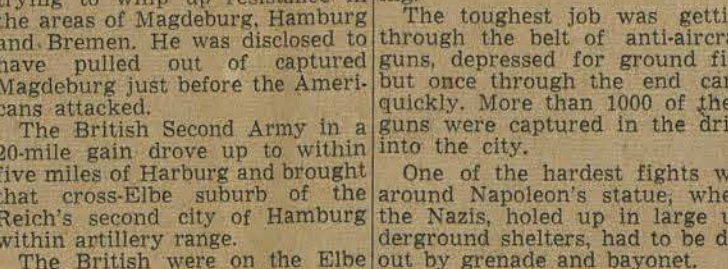 trying to whip up resistance in
the areas of Magdeburg, Hamburg
and Bremen. He was disclosed to
have pulled out of captured
Magdeburg just before the Ameri-
cans attacked.
The British Second Army in a
20-mile gain drove up to within
five miles of Harburg and brought
that cross-Elbe suburb of the
Reich's second city of Hamburg
within artillery range.
The British were on the Elbe
The toughest job was getti
through the belt of anti-aircra
guns, depressed for ground fi
but once through the end ca
quickly. More than 1000 of the
guns were captured in the dri
into the city.
One of the hardest fights w
around Napoleon's statue, whe
the Nazis, holed up in large
derground shelters, had to be d
out by grenade and bayonet.